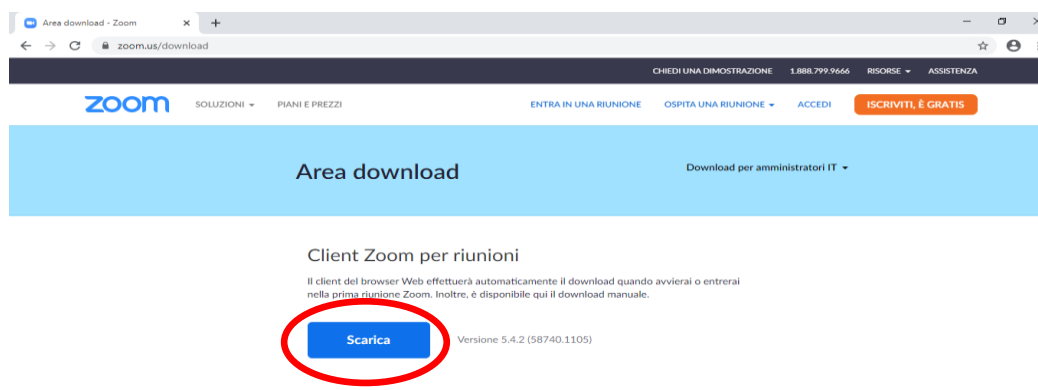 Area download - Zoom
zoom.us/download
CHIEDI UNA DIMOSTRAZIONE 1.888.799.9666 RISORSE ASSISTENZA
zoom SOLUZIONI PIANI E PREZZI ENTRA IN UNA RIUNIONE OSPITA UNA RIUNIONE ACCEDI ISCRIVITI, È GRATIS
Area download Download per amministratori IT
Client Zoom per riunioni
Il client del browser Web effettuerà automaticamente il download quando avvierai o entrerai
nella prima riunione Zoom. Inoltre, è disponibile qui il download manuale.
Scarica Versione 5.4.2 (58740.1105)